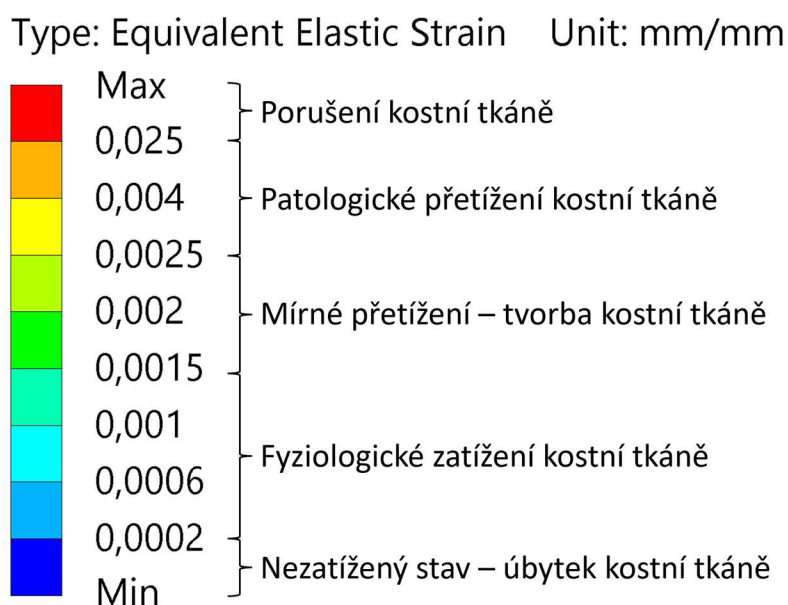 Type: Equivalent Elastic Strain Unit: mm/mm
Max
Porušení kostní tkáně
0,025
0,004 Patologické přetížení kostní tkáně
0,0025
0,002 Mírné přetížení – tvorba kostní tkáně
0,0015
0,001
Fyziologické zatížení kostní tkáně
0,0006
0,0002
Nezatížený stav – úbytek kostní tkáně
Min